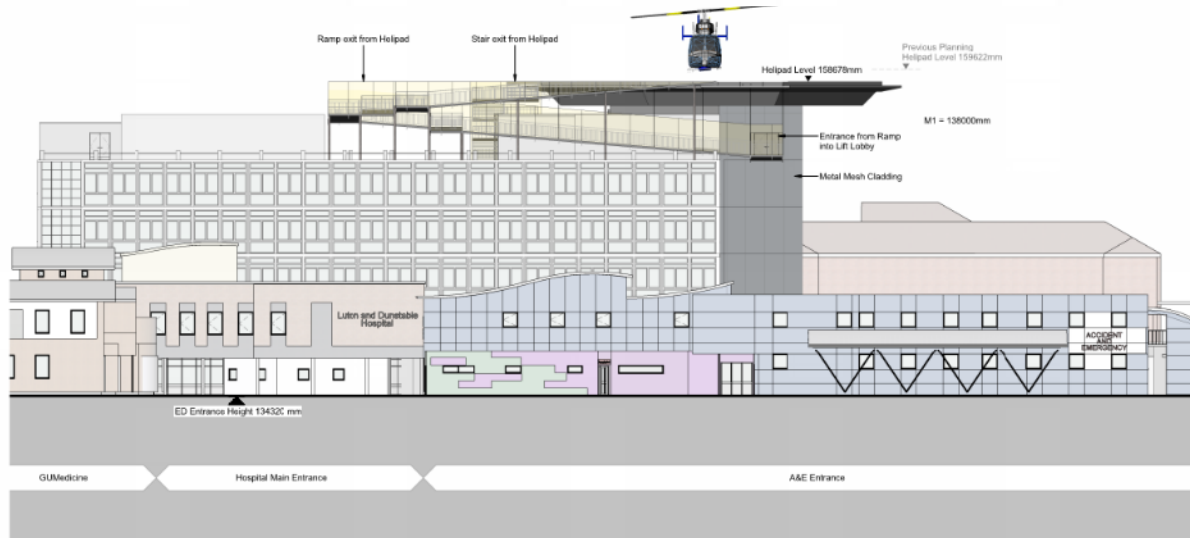 Ramp exit from Helipad
Stair exit from Helipad
Previous Planning
Helipad Level 159622mm
Helipad Level 158678mm
M1 = 138000mm
Entrance from Ramp
into Lift Lobby
Metal Mesh Cladding
Luton and Dunstable
Hospital
ACCIDENT
AND
EMERGENCY
ED Entrance Height 134320 mm
GUMedicine
Hospital Main Entrance
A&E Entrance